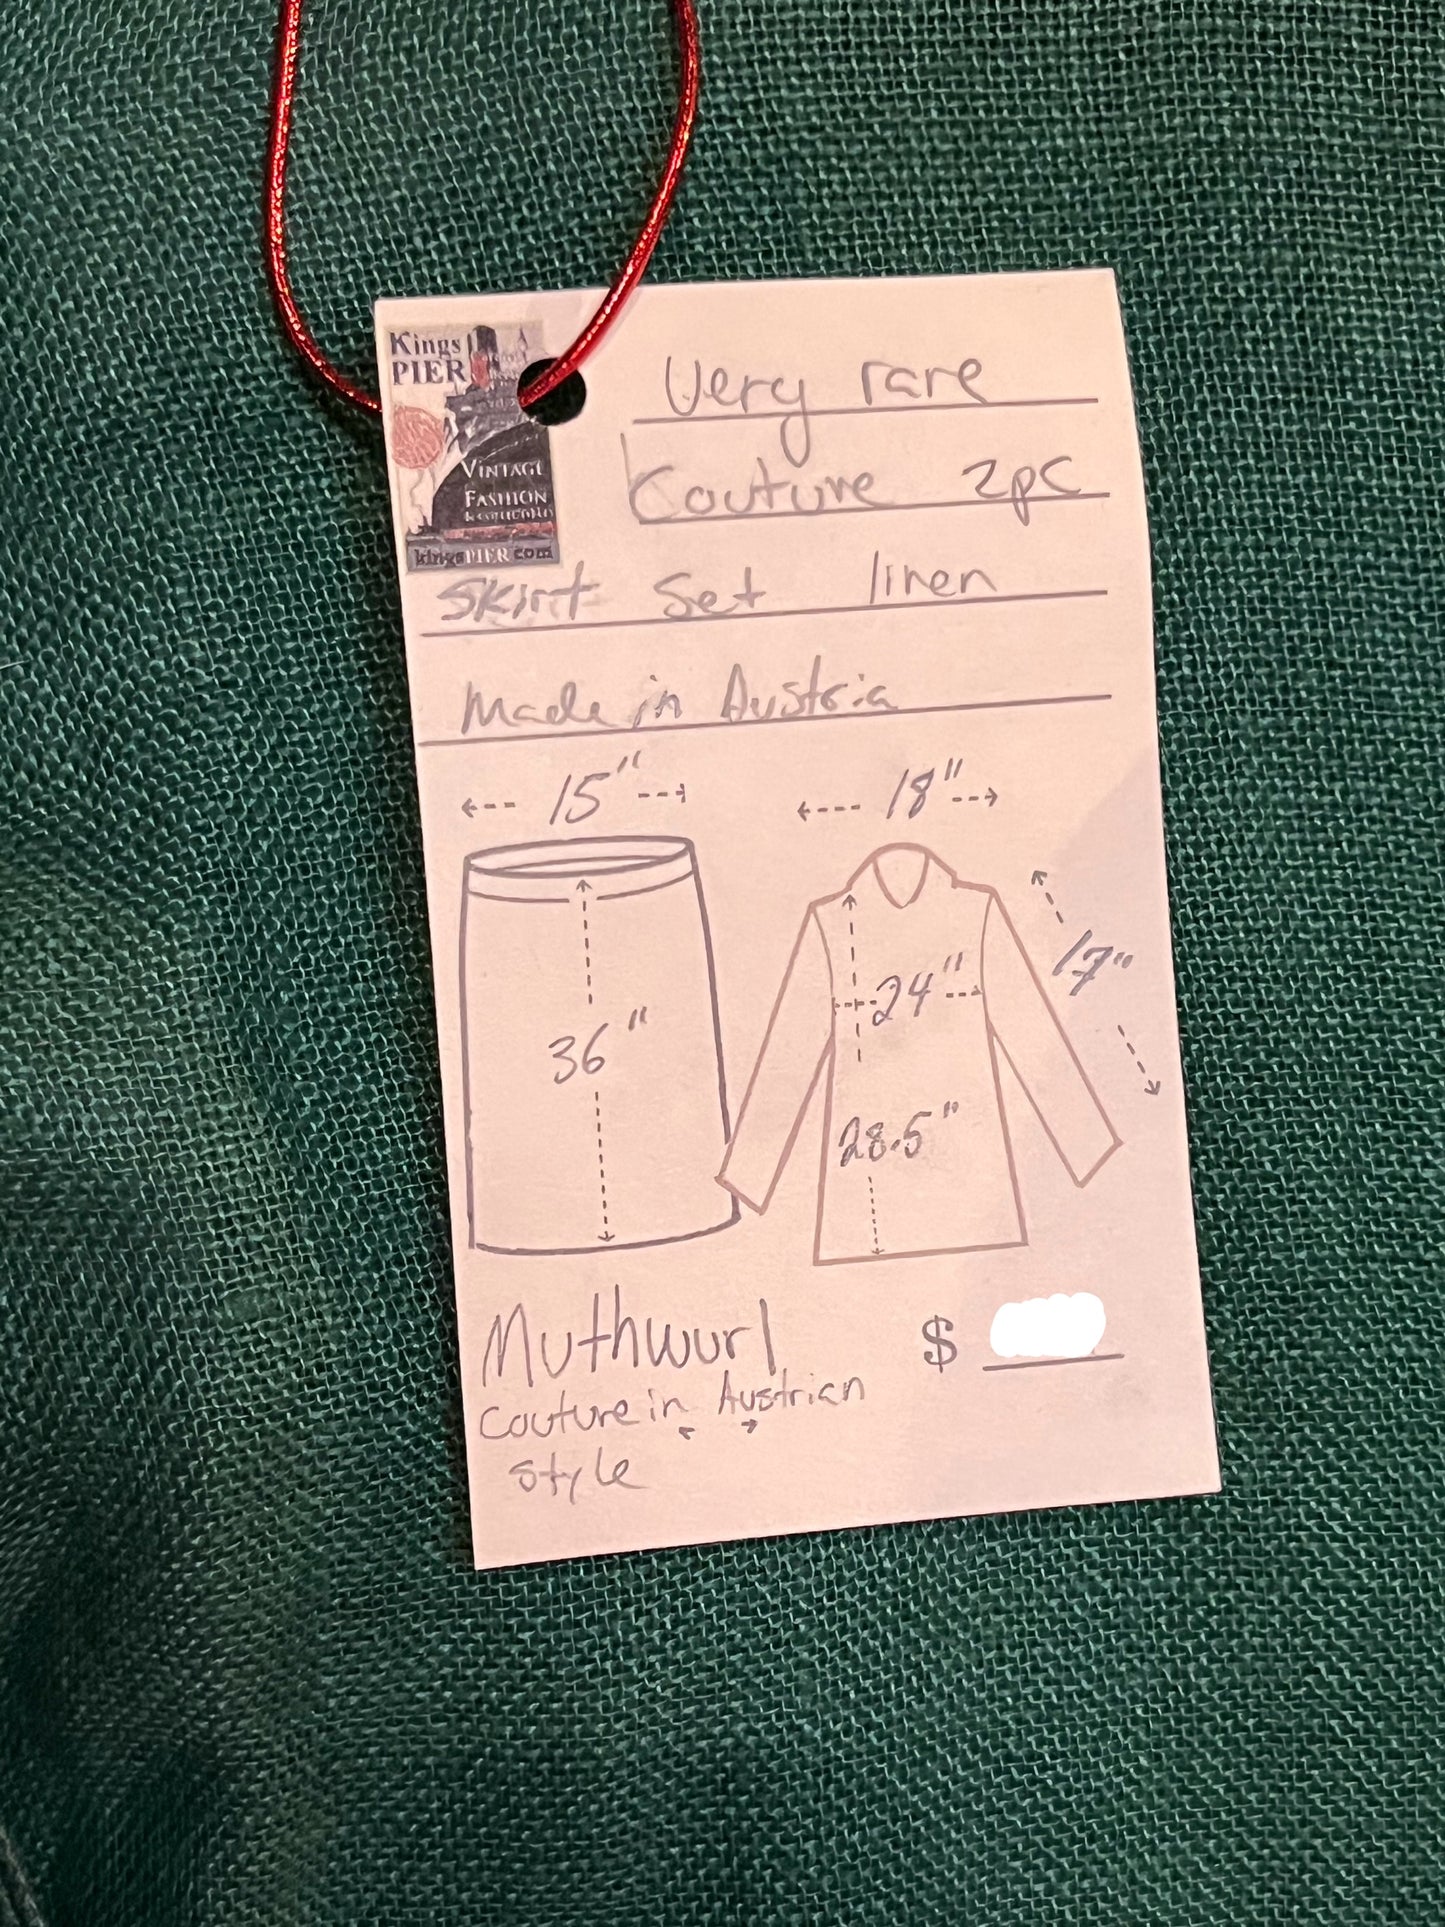 Kings
PIER
VINTAGE
FASHION
kingsPIER.com
Very rare
Couture 2pc
Skirt Set linen
Made in Austria
15"
18"
36"
24"
17"
28.5"
Muthwurl
$
Couture in Austrian
style